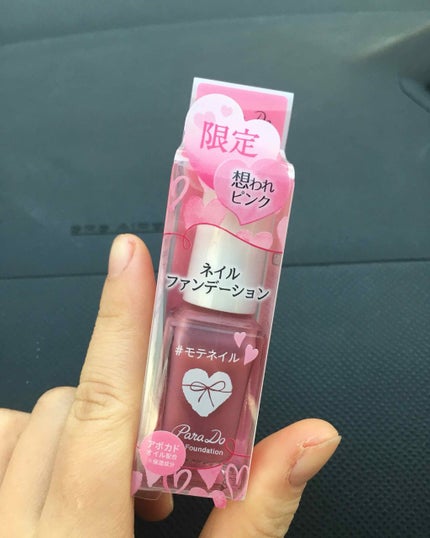 限定
想われ
ピンク
ネイル
ファンデーション
#モテネイル
ParaDo
Foundation
アボカド
オイル配合